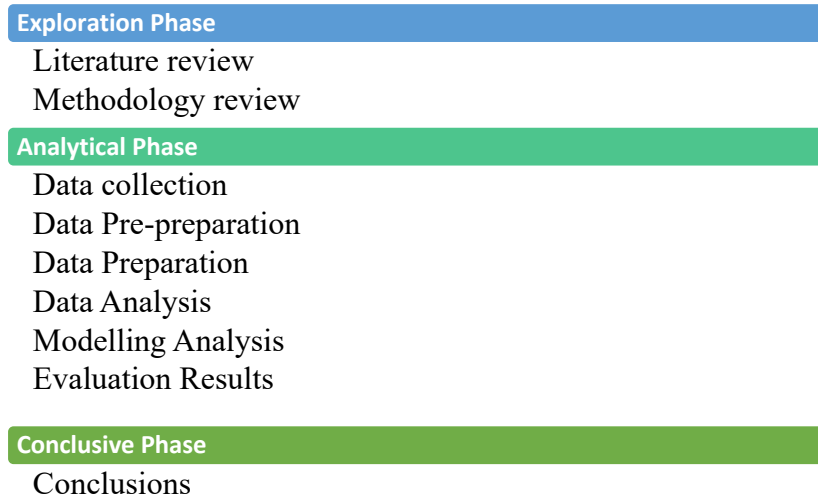 Exploration Phase
Literature review
Methodology review
Analytical Phase
Data collection
Data Pre-preparation
Data Preparation
Data Analysis
Modelling Analysis
Evaluation Results
Conclusive Phase
Conclusions